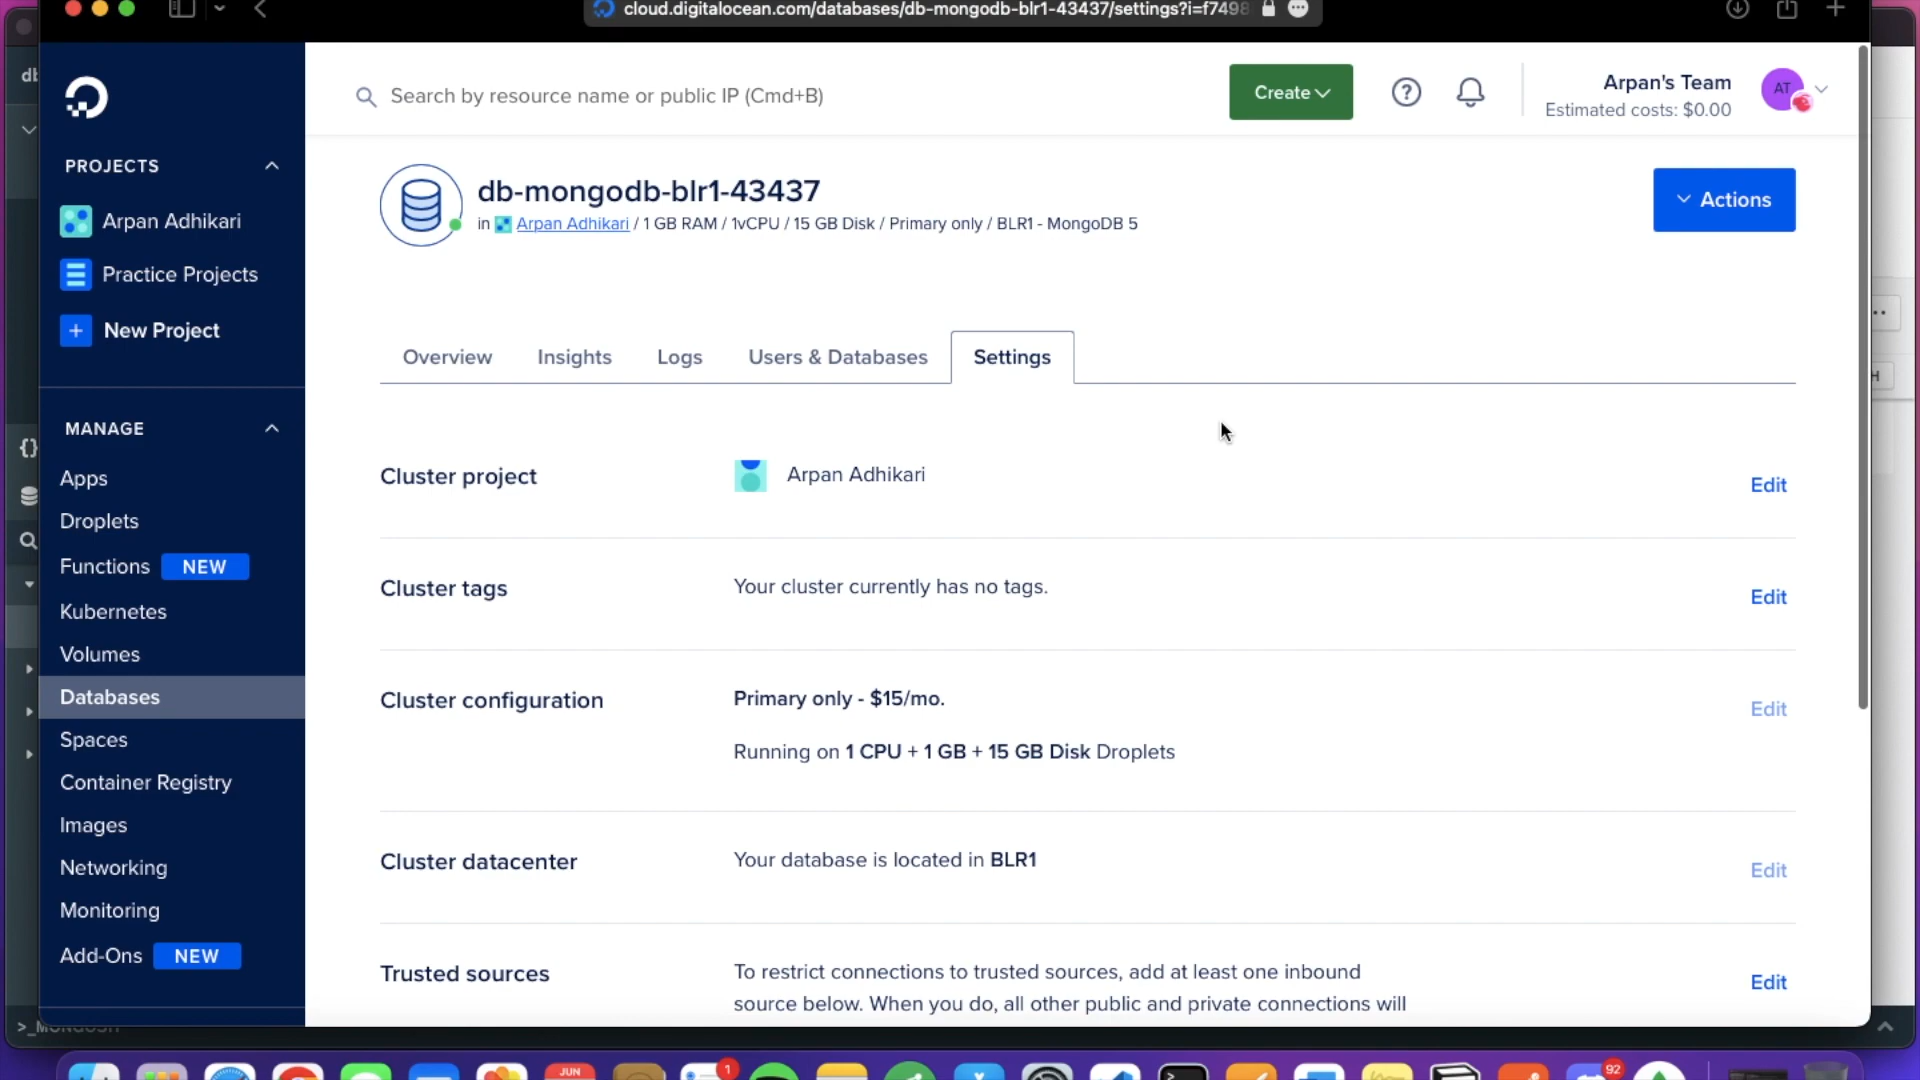 cloud.digitalocean.com/databases/db-mongodb-blr1-43437/settings?i=f7498
db
Search by resource name or public IP (Cmd+B)
Create
Arpan's Team
Estimated costs: $0.00
AT
PROJECTS
Arpan Adhikari
Practice Projects
New Project
MANAGE
Apps
Droplets
Functions NEW
Kubernetes
Volumes
Databases
Spaces
Container Registry
Images
Networking
Monitoring
Add-Ons NEW
db-mongodb-blr1-43437
in Arpan Adhikari / 1 GB RAM / 1vCPU / 15 GB Disk / Primary only / BLR1 - MongoDB 5
Actions
Overview Insights Logs Users & Databases Settings
Cluster project Arpan Adhikari Edit
Cluster tags Your cluster currently has no tags. Edit
Cluster configuration Primary only - $15/mo. Edit
Running on 1 CPU + 1 GB + 15 GB Disk Droplets
Cluster datacenter Your database is located in BLR1 Edit
Trusted sources To restrict connections to trusted sources, add at least one inbound Edit
source below. When you do, all other public and private connections will
>_MONGOSH
JUN
1
92